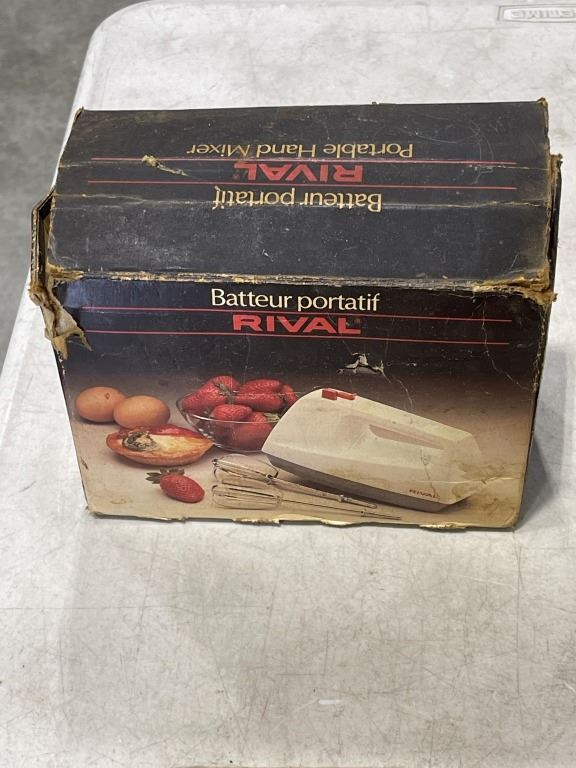 Portable Hand Mixer
RIVAL
Batteur portatif
Batteur portatif
RIVAL®
RIVAL